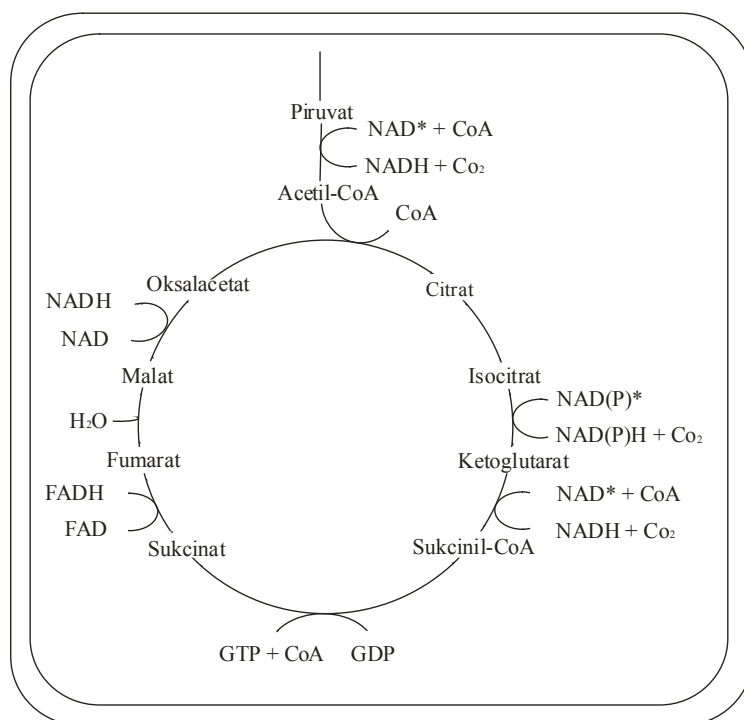 Piruvat
NAD* + CoA
NADH + Co₂
Acetil-CoA
CoA
Oksalacetat
Citrat
NADH
NAD
Malat
Isocitrat
NAD(P)*
H₂O
NAD(P)H + Co₂
Fumarat
Ketoglutarat
FADH
NAD* + CoA
FAD
NADH + Co₂
Sukcinat
Sukcinil-CoA
GTP + CoA GDP